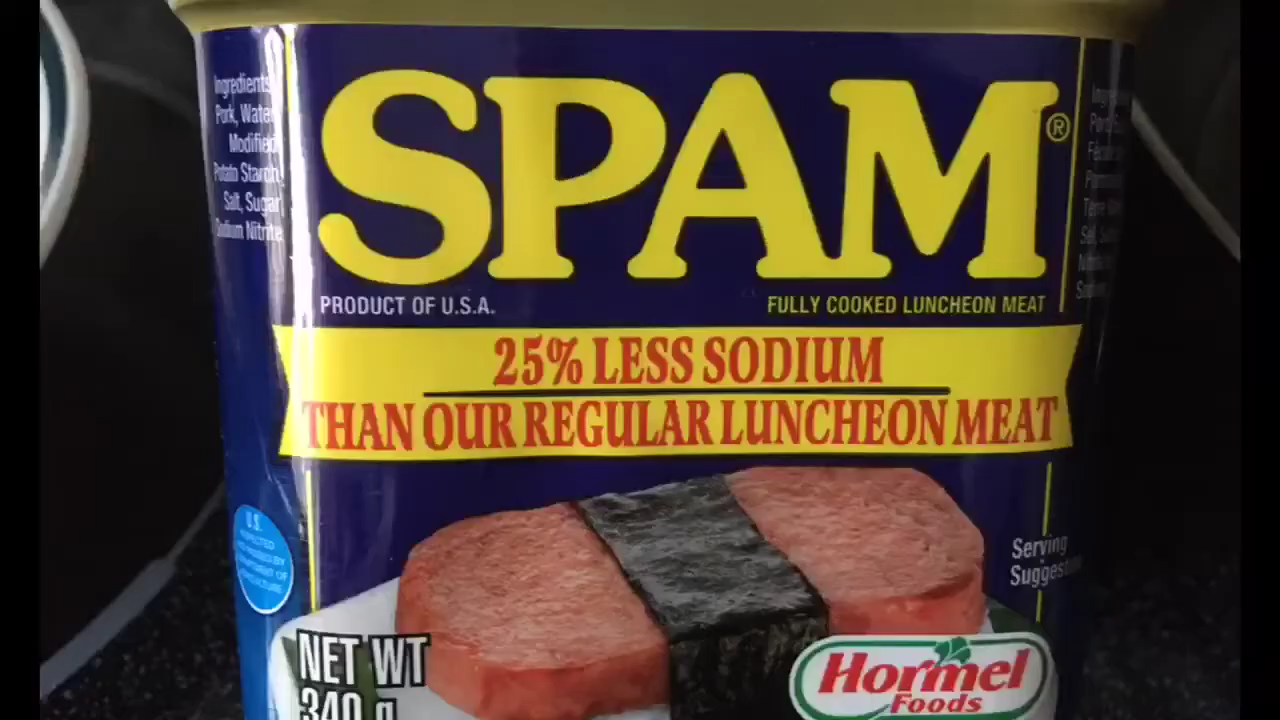 Ingredients
Pork, Water
Modified
Potato Starch,
Salt, Sugar,
Sodium Nitrite
SPAM®
PRODUCT OF U.S.A.
FULLY COOKED LUNCHEON MEAT
25% LESS SODIUM
THAN OUR REGULAR LUNCHEON MEAT
U.S.
Serving
NET WT
340 g
Hormel
Foods